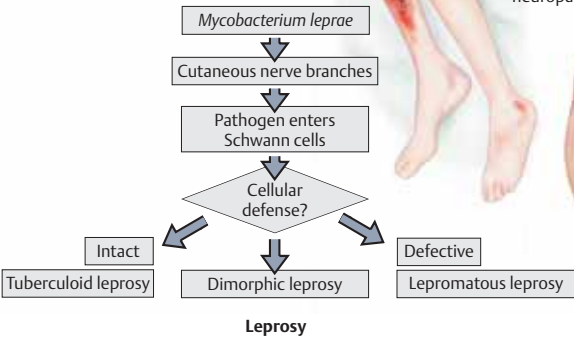 Mycobacterium leprae
Cutaneous nerve branches
Pathogen enters
Schwann cells
Cellular
defense?
Intact
Defective
Tuberculoid leprosy
Dimorphic leprosy
Lepromatous leprosy
Leprosy